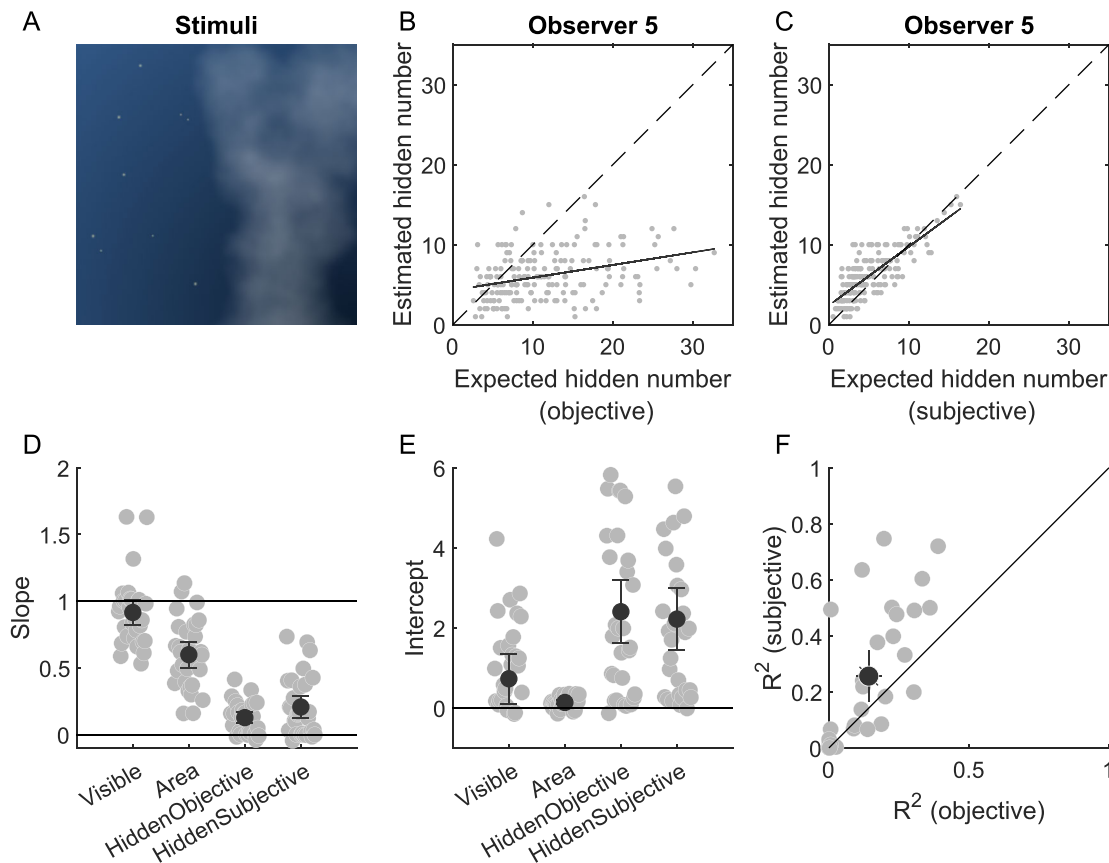 A
Stimuli
B
Observer 5
Estimated hidden number
30
20
10
0
0
10
20
30
Expected hidden number
(objective)
C
Observer 5
Estimated hidden number
30
20
10
0
0
10
20
30
Expected hidden number
(subjective)
D
Slope
2
1.5
1
0.5
0
Visible
Area
HiddenObjective
HiddenSubjective
E
Intercept
6
4
2
0
Visible
Area
HiddenObjective
HiddenSubjective
F
R² (subjective)
1
0.8
0.6
0.4
0.2
0
0
0.5
1
R² (objective)